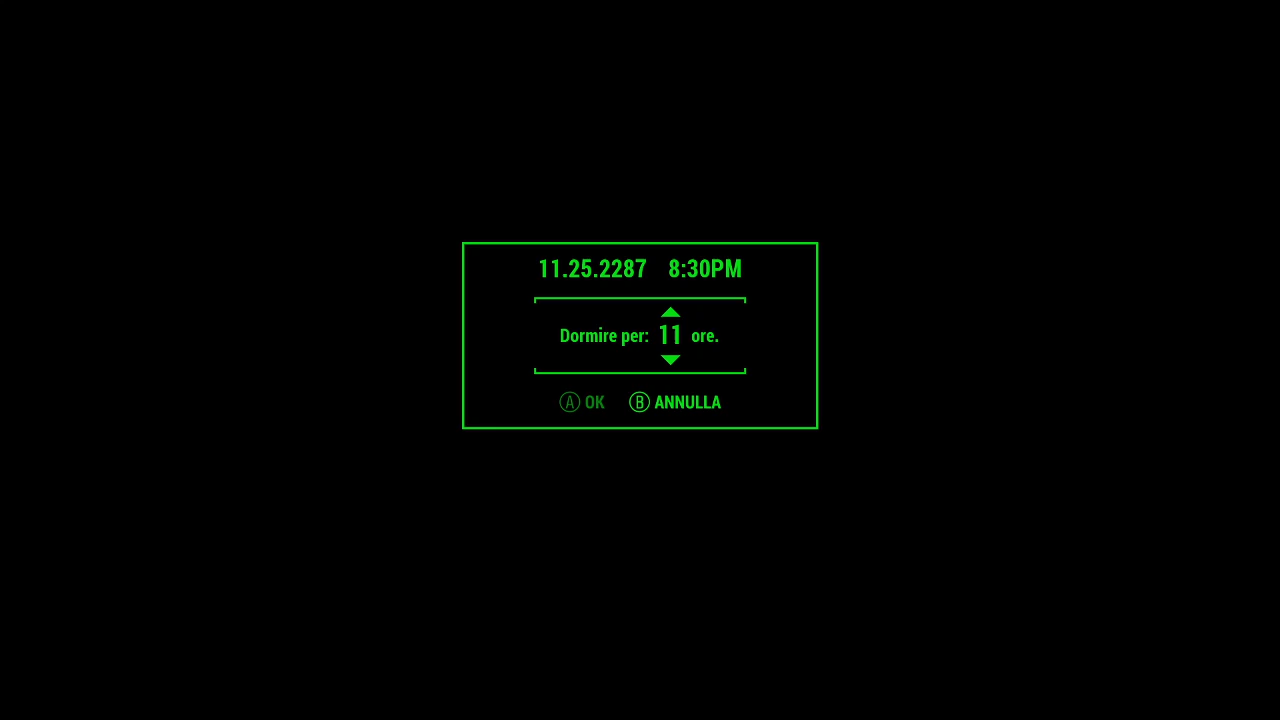 11.25.2287 8:30PM
Dormire per: 11 ore.
Ⓐ OK Ⓑ ANNULLA